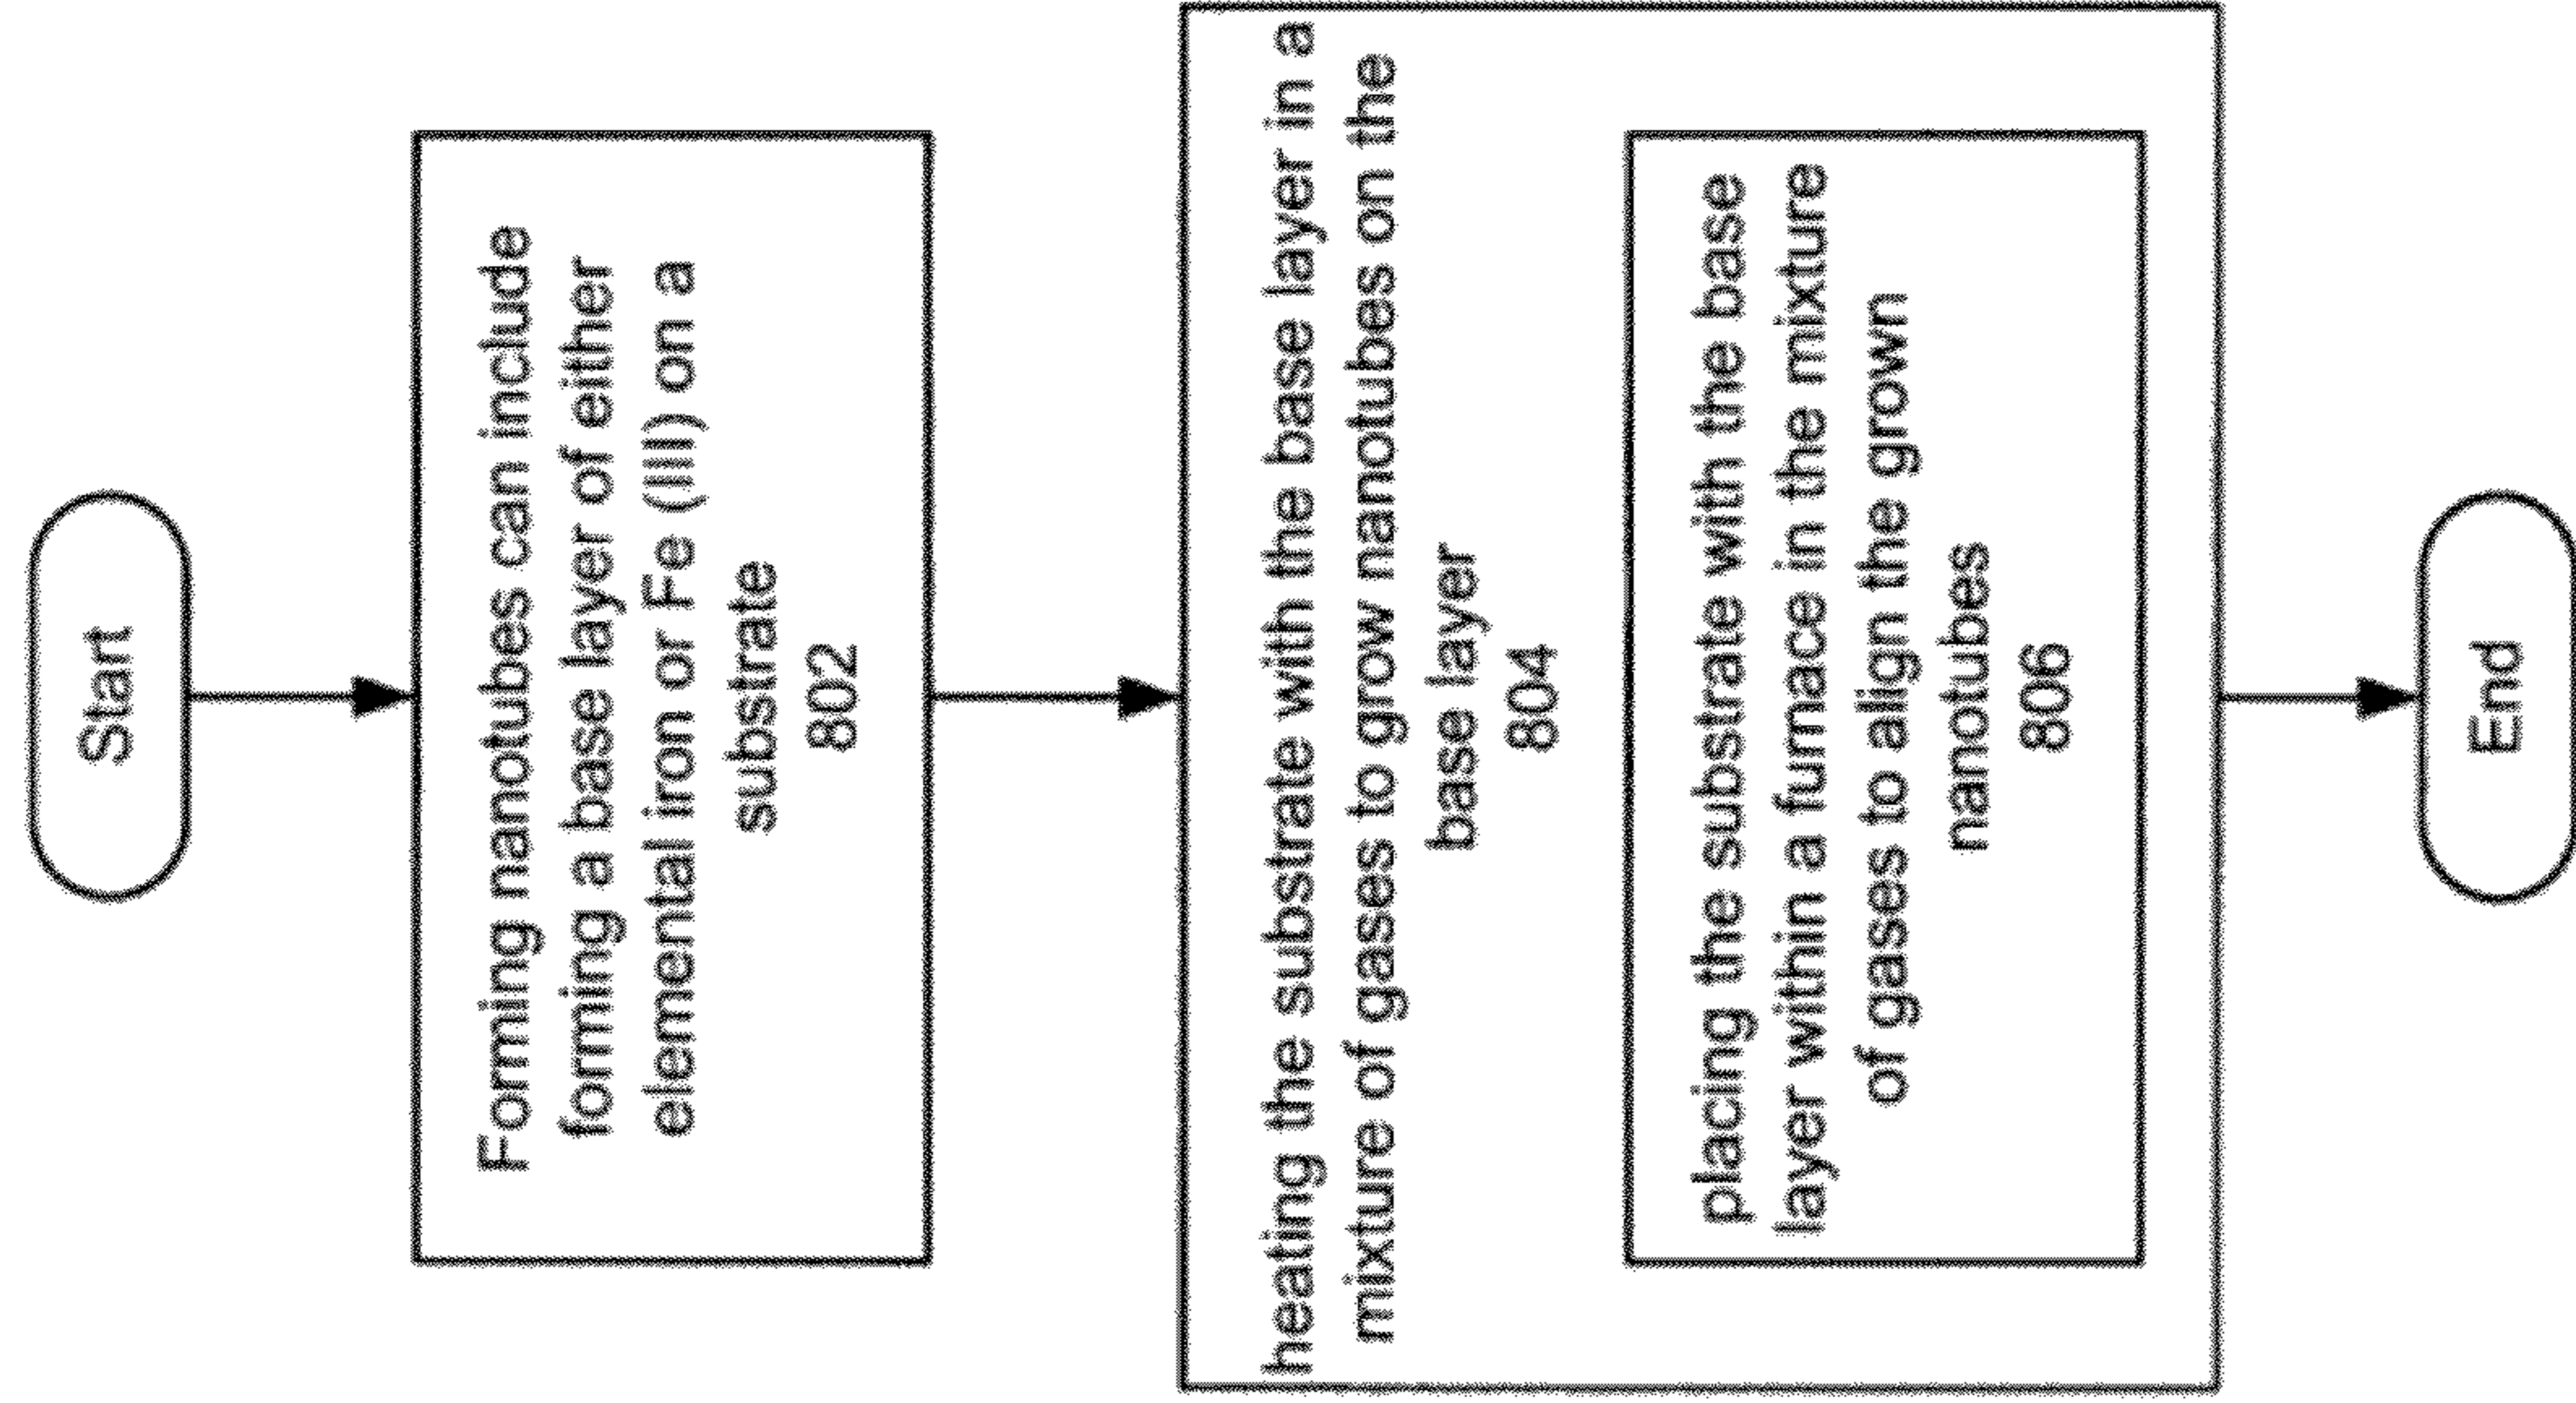 Start
Forming nanotubes can include
forming a base layer of either
elemental iron or Fe (III) on a
substrate
802
heating the substrate with the base layer in a
mixture of gases to grow nanotubes on the
base layer
804
placing the substrate with the base
layer within a furnace in the mixture
of gases to align the grown
nanotubes
806
End